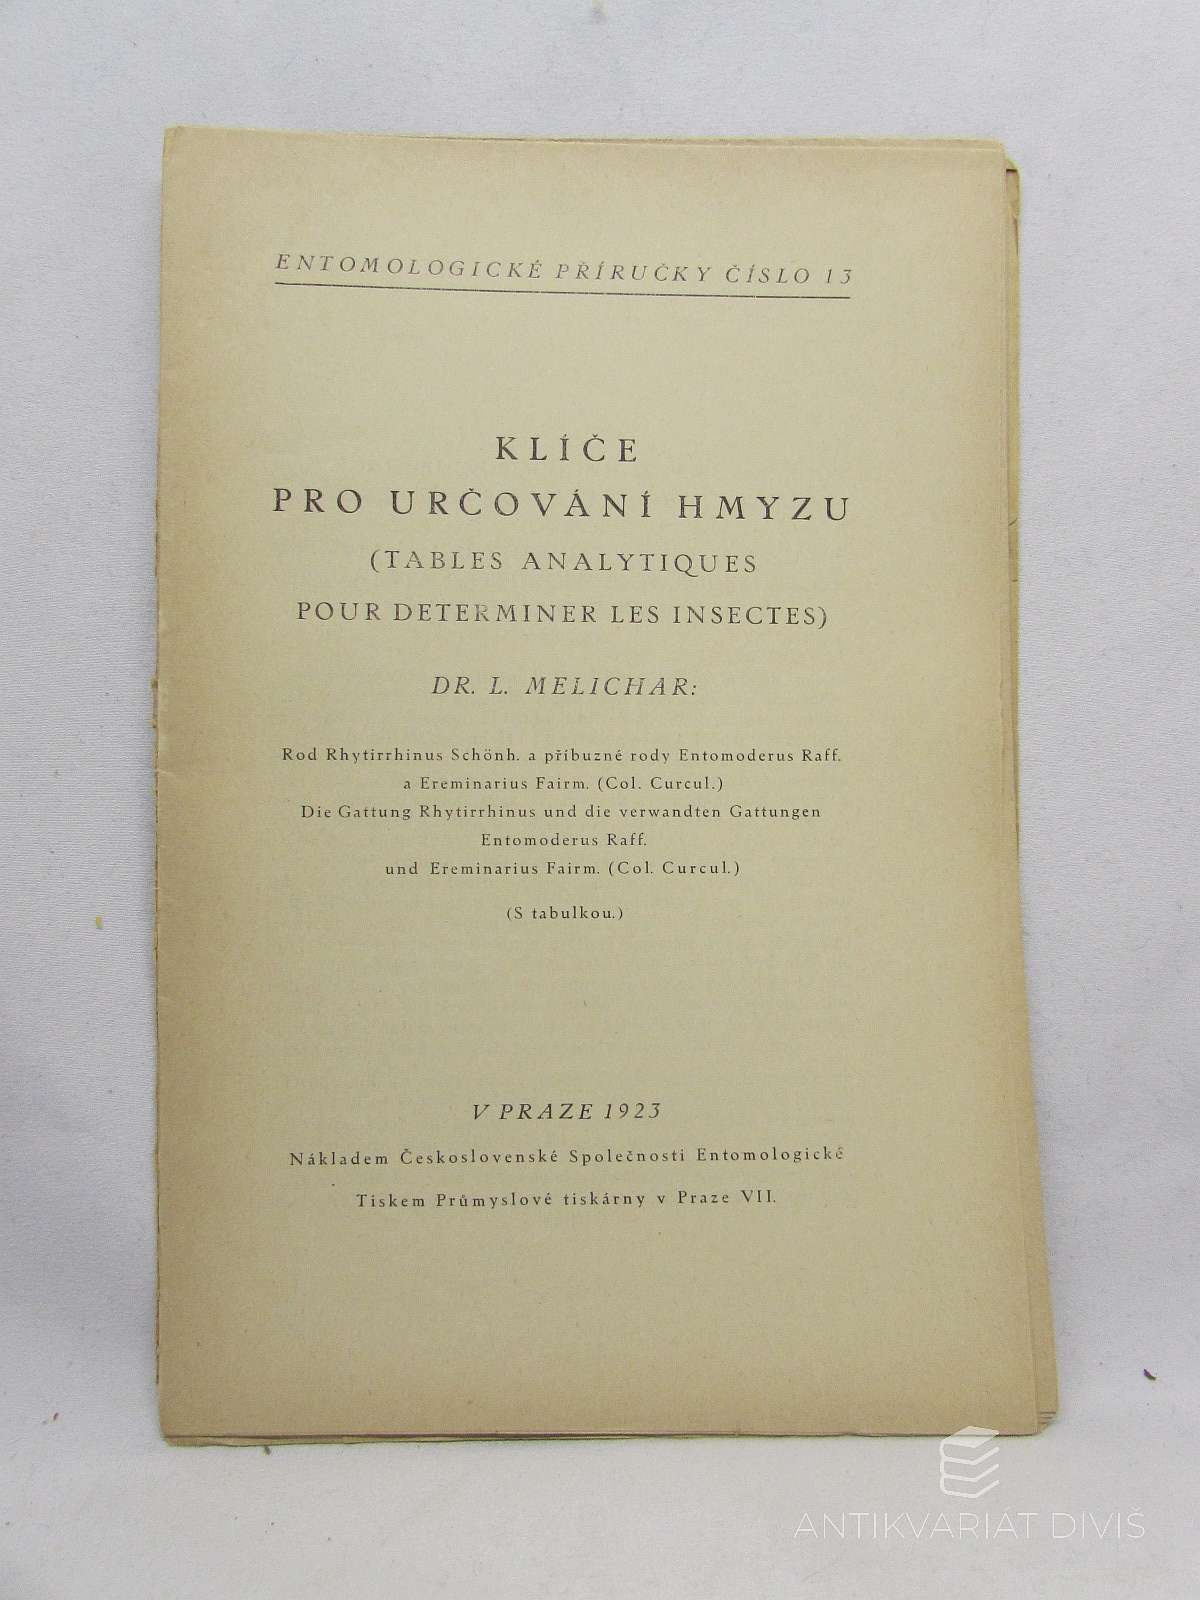 ENTOMOLOGICKÉ PŘÍRUČKY ČÍSLO 13
KLÍČE
PRO URČOVÁNÍ HMYZU
(TABLES ANALYTIQUES
POUR DETERMINER LES INSECTES)
DR. L. MELICHAR:
Rod Rhytirrhinus Schönh. a příbuzné rody Entomoderus Raff.
a Ereminarius Fairm. (Col. Curcul.)
Die Gattung Rhytirrhinus und die verwandten Gattungen
Entomoderus Raff.
und Ereminarius Fairm. (Col. Curcul.)
(S tabulkou.)
V PRAZE 1923
Nákladem Československé Společnosti Entomologické
Tiskem Průmyslové tiskárny v Praze VII.
ANTIKVARIÁT DIVIŠ